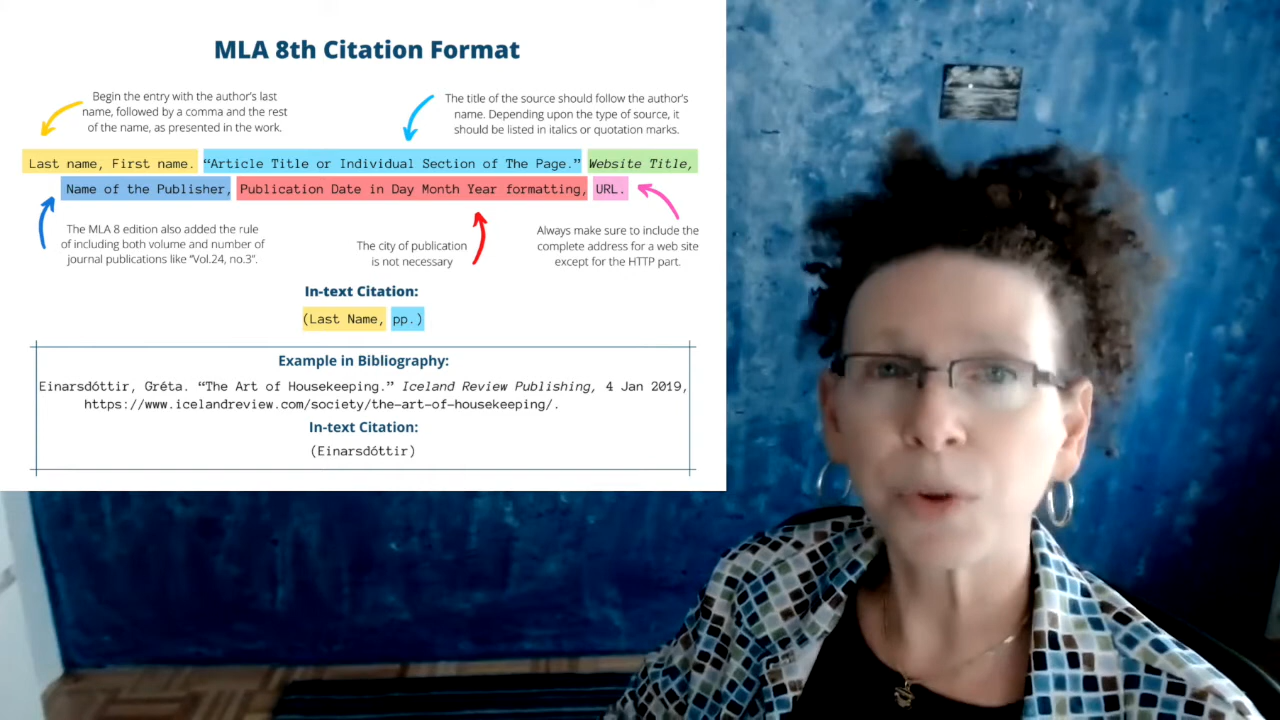 MLA 8th Citation Format
Begin the entry with the author's last
name, followed by a comma and the rest
of the name, as presented in the work.
The title of the source should follow the author's
name. Depending upon the type of source, it
should be listed in italics or quotation marks.
Last name, First name. “Article Title or Individual Section of The Page.” Website Title,
Name of the Publisher, Publication Date in Day Month Year formatting, URL.
The MLA 8 edition also added the rule
of including both volume and number of
journal publications like “Vol.24, no.3”.
The city of publication
is not necessary
Always make sure to include the
complete address for a web site
except for the HTTP part.
In-text Citation:
(Last Name, pp.)
Example in Bibliography:
Einarsdóttir, Gréta. “The Art of Housekeeping.” Iceland Review Publishing, 4 Jan 2019,
https://www.icelandreview.com/society/the-art-of-housekeeping/.
In-text Citation:
(Einarsdóttir)